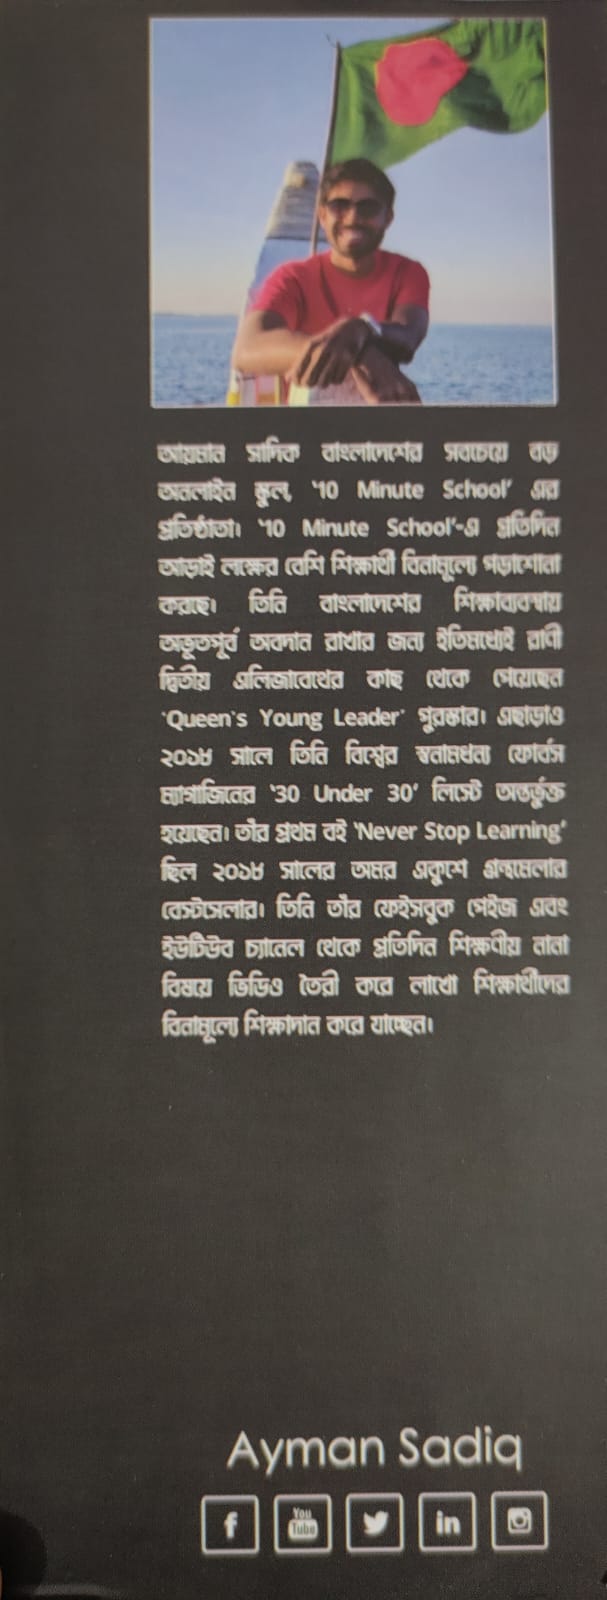 আয়মান সাদিক বাংলাদেশের সবচেয়ে বড়
অনলাইন স্কুল, '10 Minute School' এর
প্রতিষ্ঠাতা। '10 Minute School'-এ প্রতিদিন
আড়াই লক্ষের বেশি শিক্ষার্থী বিনামূল্যে পড়াশোনা
করছে। তিনি বাংলাদেশের শিক্ষাব্যবস্থায়
অভূতপূর্ব অবদান রাখার জন্য ইতিমধ্যেই রাণী
দ্বিতীয় এলিজাবেথের কাছ থেকে পেয়েছেন
'Queen's Young Leader' পুরস্কার। এছাড়াও
২০১৮ সালে তিনি বিশ্বের স্বনামধন্য ফোর্বস
ম্যাগাজিনের '30 Under 30' লিস্টে অন্তর্ভুক্ত
হয়েছেন। তাঁর প্রথম বই 'Never Stop Learning'
ছিল ২০১৮ সালের অমর একুশে গ্রন্থমেলার
বেস্টসেলার। তিনি তাঁর ফেইসবুক পেইজ এবং
ইউটিউব চ্যানেল থেকে প্রতিদিন শিক্ষণীয় নানা
বিষয়ে ভিডিও তৈরী করে লাখো শিক্ষার্থীদের
বিনামূল্যে শিক্ষাদান করে যাচ্ছেন।
Ayman Sadiq
f You Tube in